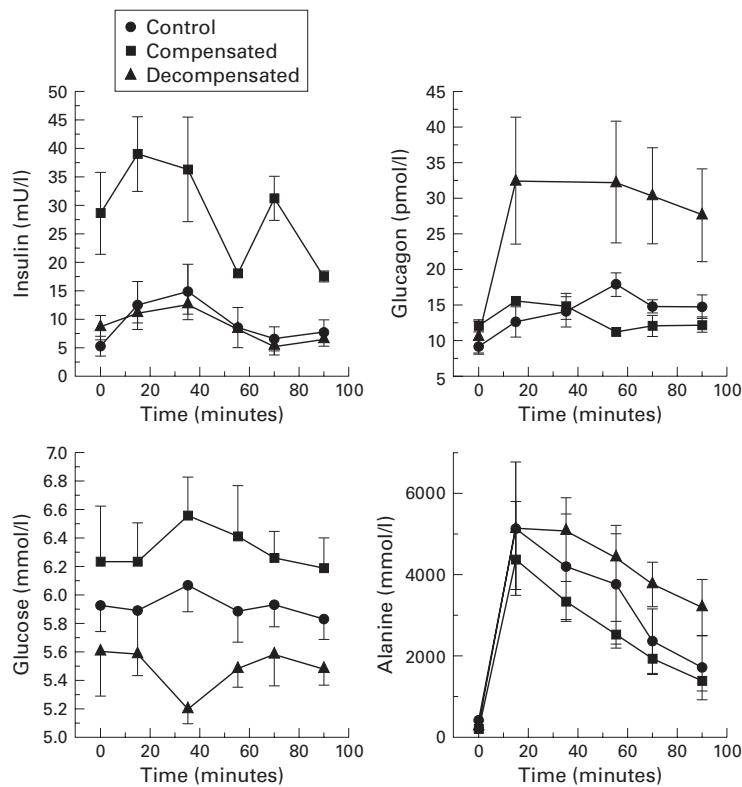 Control
Compensated
Decompensated
50
45
40
35
30
25
20
15
10
5
0
Insulin (mU/l)
0 20 40 60 80 100
Time (minutes)
45
40
35
30
25
20
15
10
5
Glucagon (pmol/l)
0 20 40 60 80 100
Time (minutes)
7.0
6.8
6.6
6.4
6.2
6.0
5.8
5.6
5.4
5.2
5.0
Glucose (mmol/l)
0 20 40 60 80 100
Time (minutes)
6000
4000
2000
0
Alanine (mmol/l)
0 20 40 60 80 100
Time (minutes)